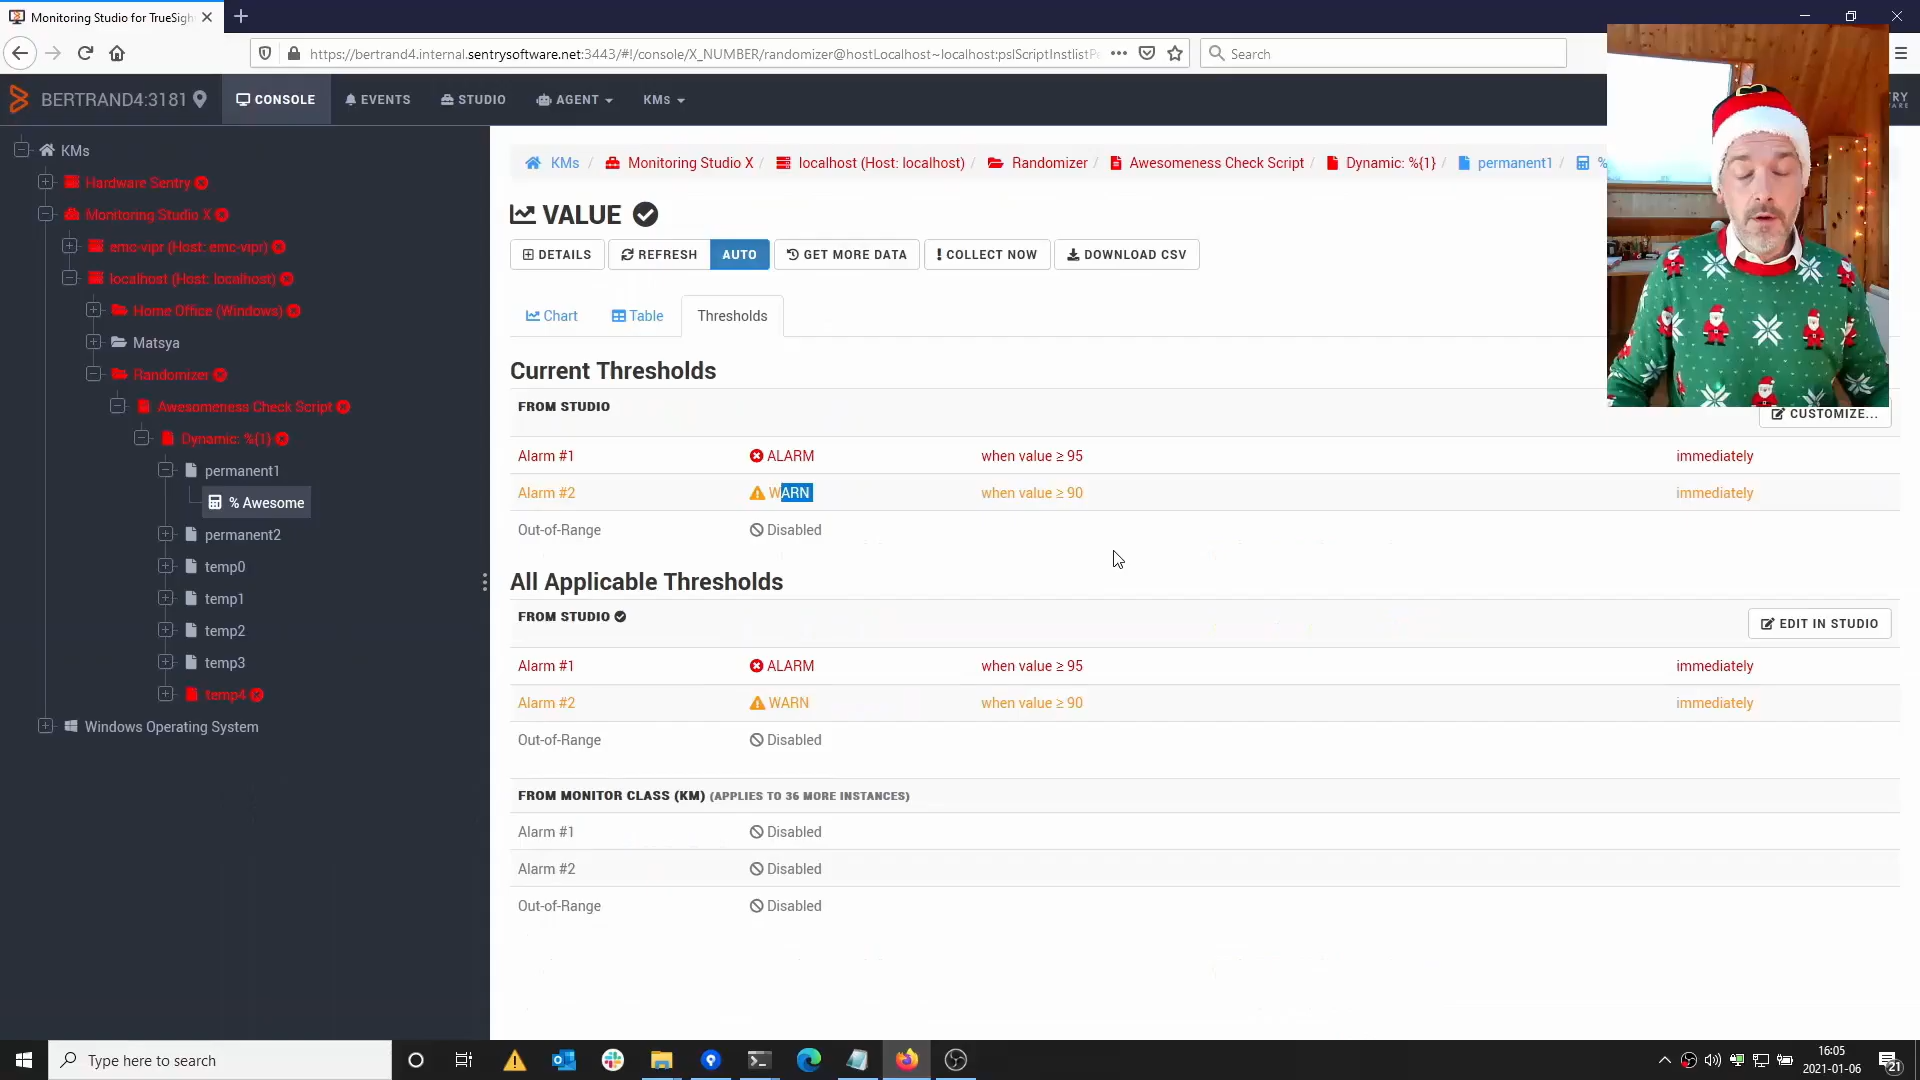 Monitoring Studio for TrueSigh
https://bertrand4.internal.sentrysoftware.net:3443/#!/console/X_NUMBER/randomizer@hostLocalhost~localhost:pslScriptInstlistP
Search
BERTRAND4:3181
CONSOLE
EVENTS
STUDIO
AGENT
KMs
KMs
Hardware Sentry
Monitoring Studio X
emc-vipr (Host: emc-vipr)
localhost (Host: localhost)
Home Office (Windows)
Matsya
Randomizer
Awesomeness Check Script
Dynamic: %{1}
permanent1
% Awesome
permanent2
temp0
temp1
temp2
temp3
temp4
Windows Operating System
KMs / Monitoring Studio X / localhost (Host: localhost) / Randomizer / Awesomeness Check Script / Dynamic: %{1} / permanent1 / %
VALUE
DETAILS REFRESH AUTO GET MORE DATA COLLECT NOW DOWNLOAD CSV
Chart Table Thresholds
Current Thresholds
FROM STUDIO
CUSTOMIZE...
Alarm #1 ALARM when value ≥ 95 immediately
Alarm #2 WARN when value ≥ 90 immediately
Out-of-Range Disabled
All Applicable Thresholds
FROM STUDIO
EDIT IN STUDIO
Alarm #1 ALARM when value ≥ 95 immediately
Alarm #2 WARN when value ≥ 90 immediately
Out-of-Range Disabled
FROM MONITOR CLASS (KM) (APPLIES TO 36 MORE INSTANCES)
Alarm #1 Disabled
Alarm #2 Disabled
Out-of-Range Disabled
Type here to search
16:05
2021-01-06
21